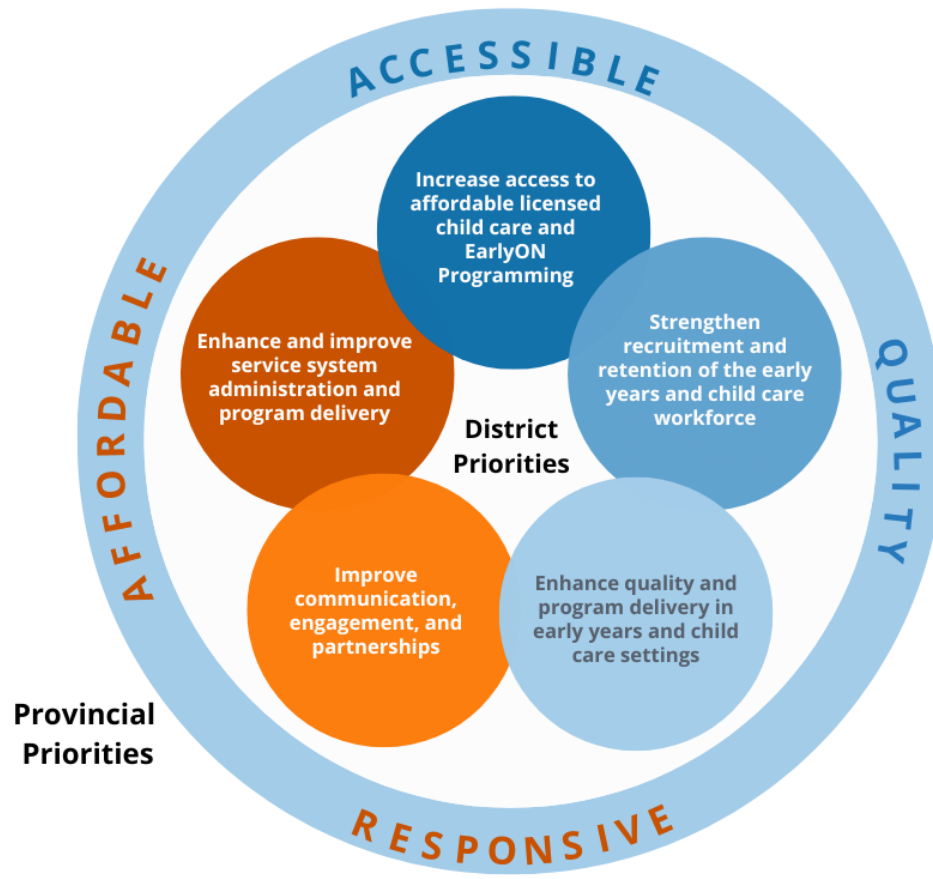 ACCESSIBLE
Increase access to
affordable licensed
child care and
EarlyON
Programming
AFFORDABLE
Enhance and improve
service system
administration and
program delivery
Strengthen
recruitment and
retention of the early
years and child care
workforce
QUALITY
District
Priorities
Improve
communication,
engagement, and
partnerships
Enhance quality and
program delivery in
early years and child
care settings
Provincial
Priorities
RESPONSIVE